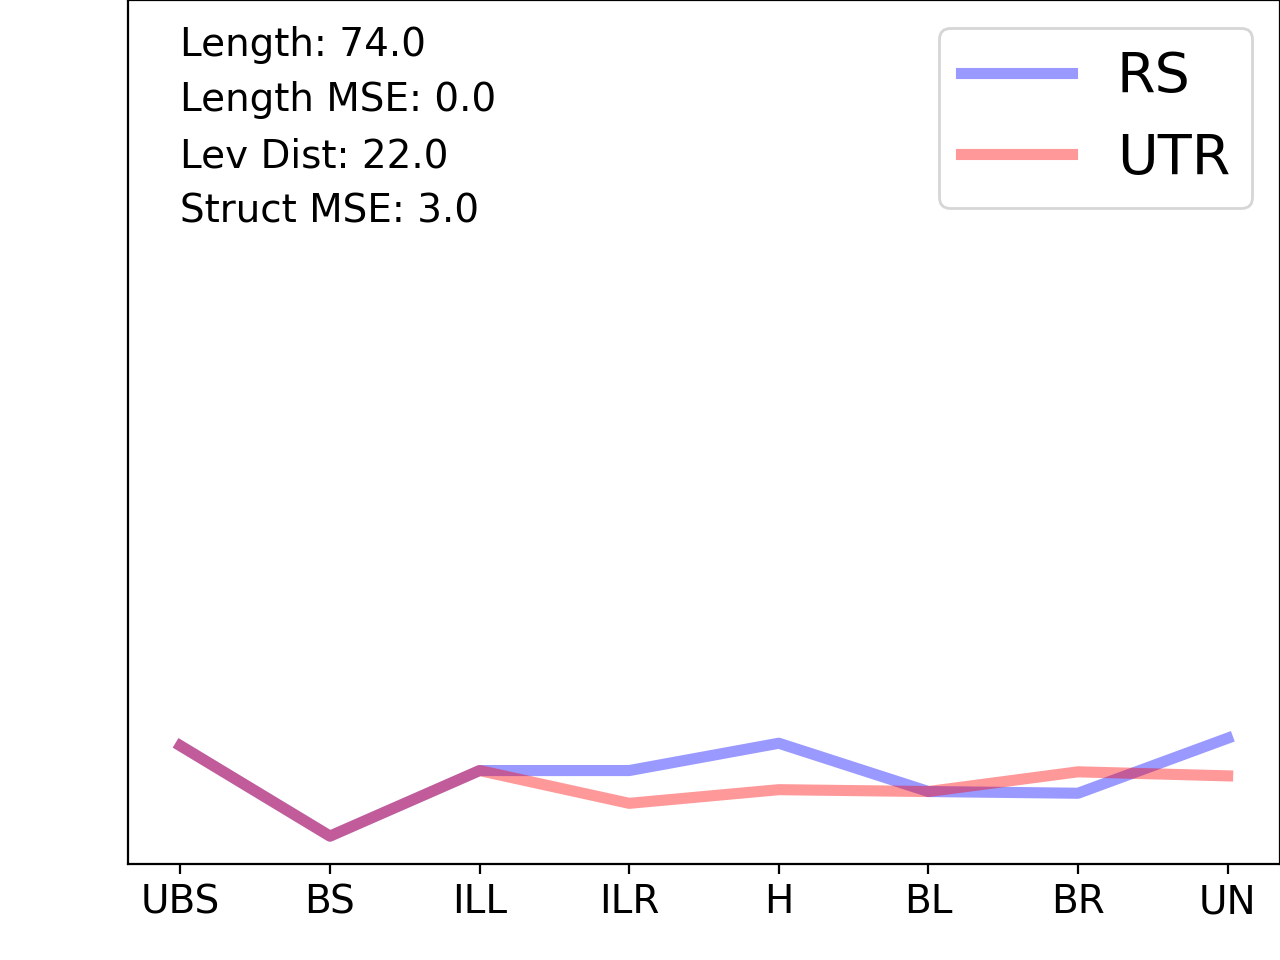 Length: 74.0
Length MSE: 0.0
Lev Dist: 22.0
Struct MSE: 3.0
RS
UTR
UBS BS ILL ILR H BL BR UN